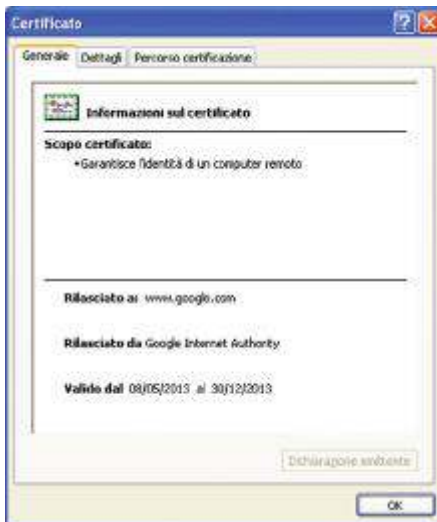 Certificato
Generale Dettagli Percorso certificazione
Informazioni sul certificato
Scopo certificato:
•Garantisce l'identità di un computer remoto
Rilasciato a: www.google.com
Rilasciato da Google Internet Authority
Valido dal 08/05/2013 al 30/12/2013
Dichiarazione emittente
OK